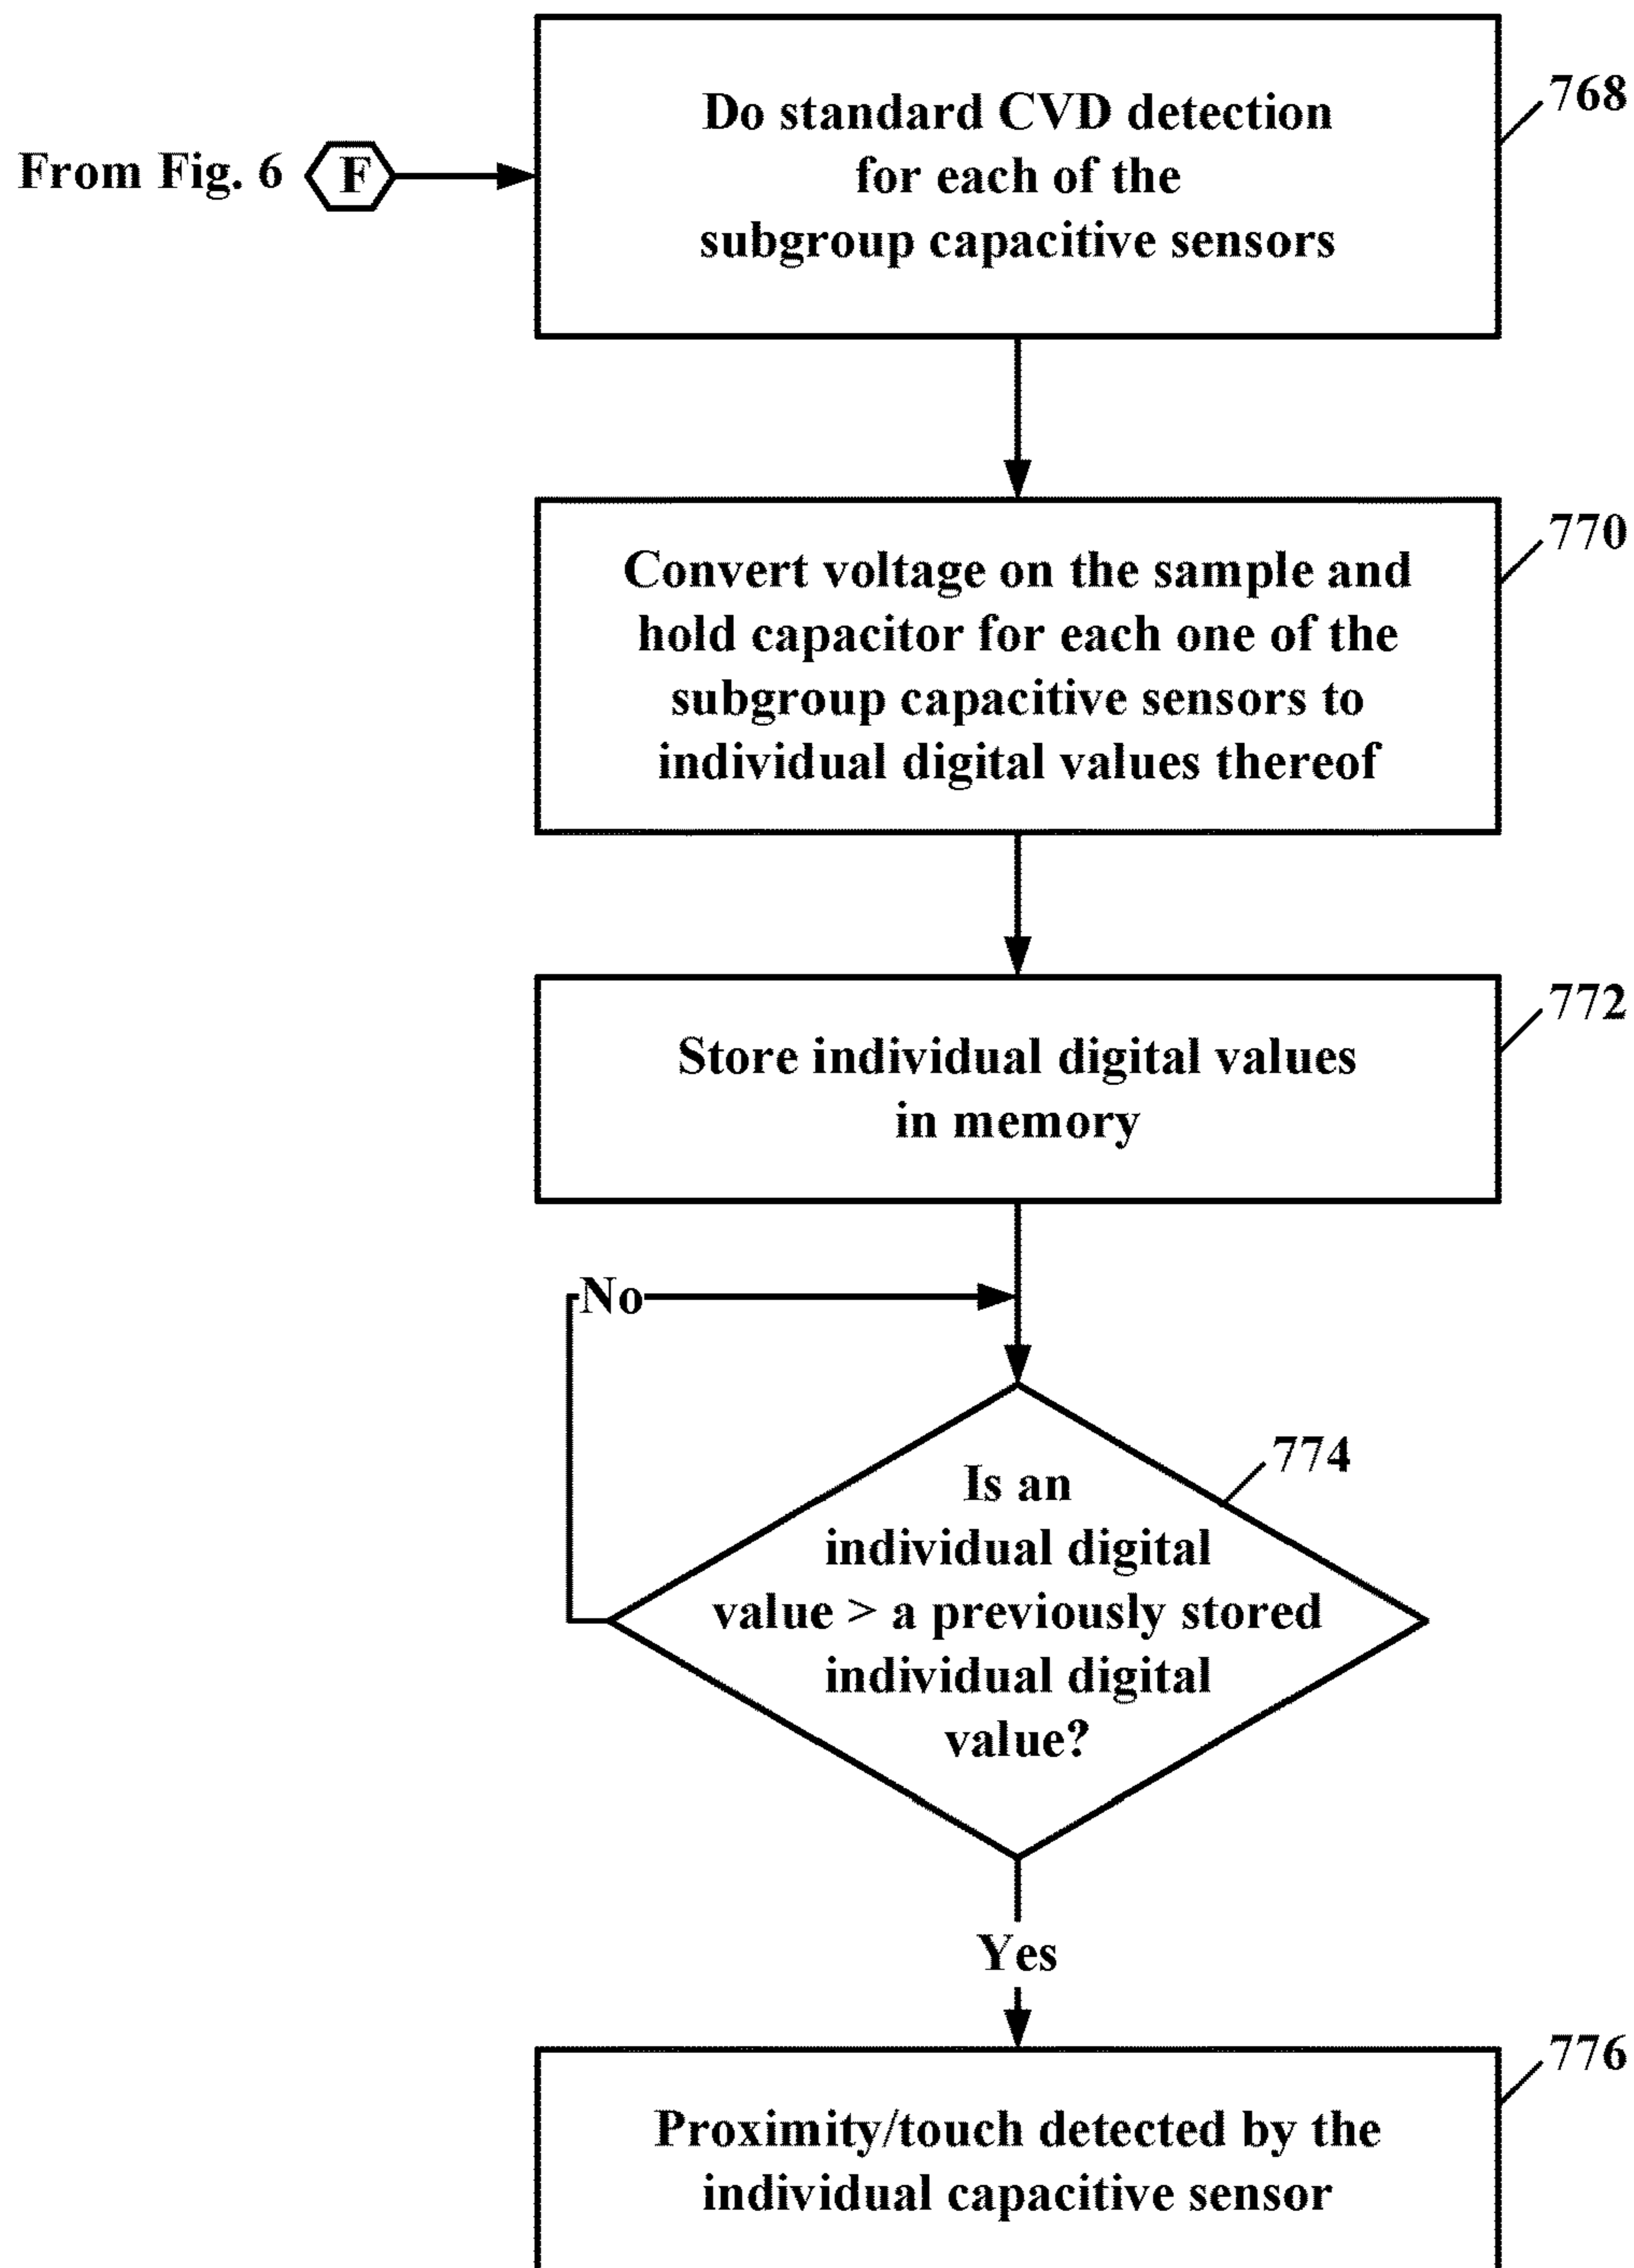 Do standard CVD detection
768
From Fig. 6 F
for each of the
subgroup capacitive sensors
770
Convert voltage on the sample and
hold capacitor for each one of the
subgroup capacitive sensors to
individual digital values thereof
772
Store individual digital values
in memory
No
774
Is an
individual digital
value > a previously stored
individual digital
value?
Yes
776
Proximity/touch detected by the
individual capacitive sensor